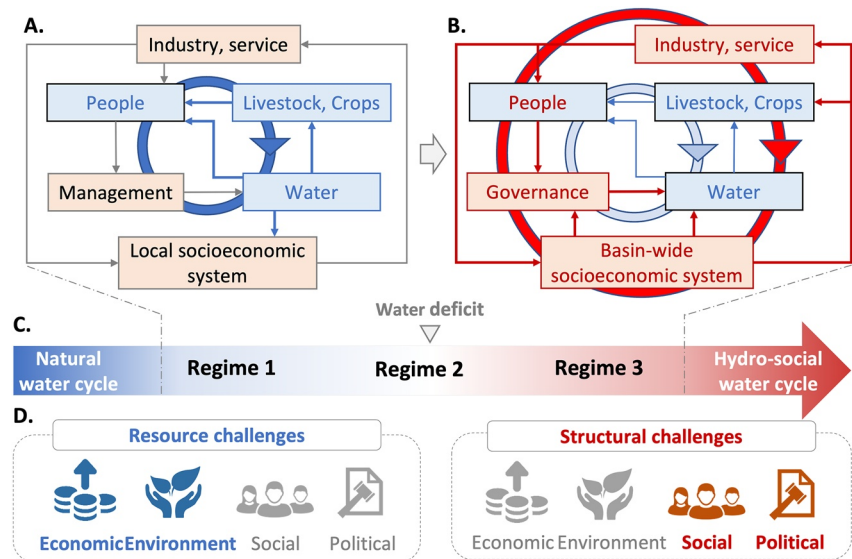 A.
Industry, service
People
Livestock, Crops
Management
Water
Local socioeconomic
system
B.
Industry, service
People
Livestock, Crops
Governance
Water
Basin-wide
socioeconomic system
Water deficit
C.
Natural
water cycle
Regime 1
Regime 2
Regime 3
Hydro-social
water cycle
D.
Resource challenges
Economic
Environment
Social
Political
Structural challenges
Economic
Environment
Social
Political